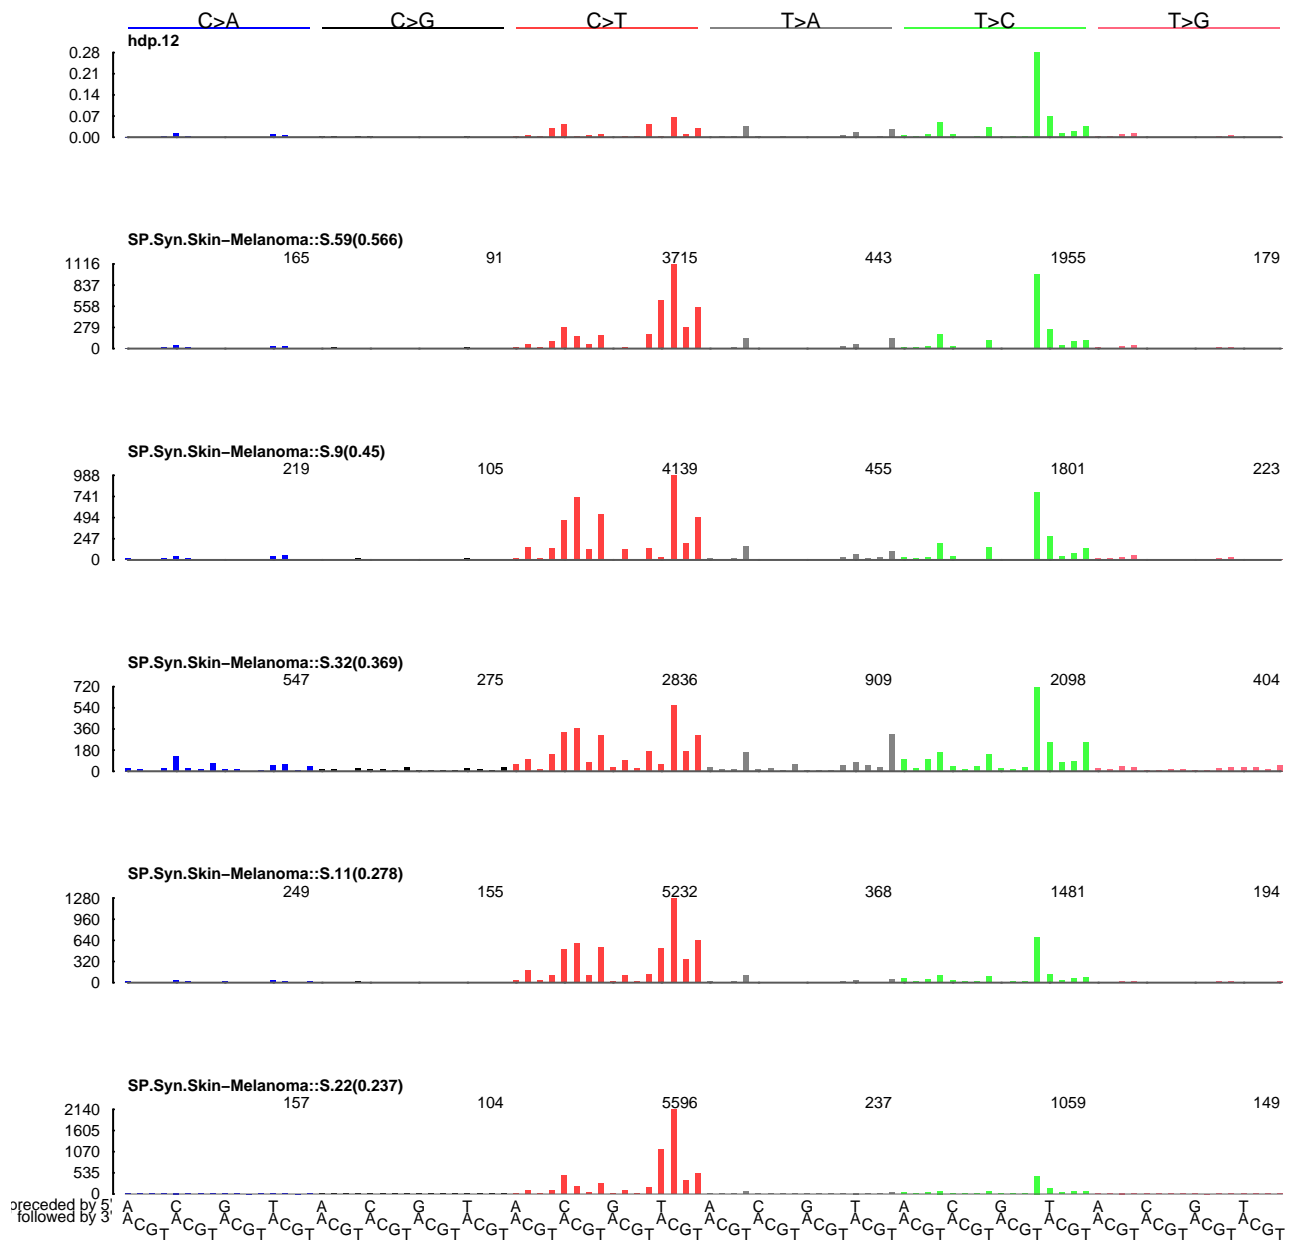 C>A C>G C>T T>A T>C T>G
hdp.12
0.28
0.21
0.14
0.07
0.00
SP.Syn.Skin−Melanoma::S.59(0.566)
165 91 3715 443 1955 179
1116
837
558
279
0
SP.Syn.Skin−Melanoma::S.9(0.45)
219 105 4139 455 1801 223
988
741
494
247
0
SP.Syn.Skin−Melanoma::S.32(0.369)
547 275 2836 909 2098 404
720
540
360
180
0
SP.Syn.Skin−Melanoma::S.11(0.278)
249 155 5232 368 1481 194
1280
960
640
320
0
SP.Syn.Skin−Melanoma::S.22(0.237)
157 104 5596 237 1059 149
2140
1605
1070
535
0
preceded by 5' A C G T A C G T A C G T A C G T A C G T A C G T
followed by 3' A C G T A C G T A C G T A C G T A C G T A C G T A C G T A C G T A C G T A C G T A C G T A C G T A C G T A C G T A C G T A C G T A C G T A C G T A C G T A C G T A C G T A C G T A C G T A C G T